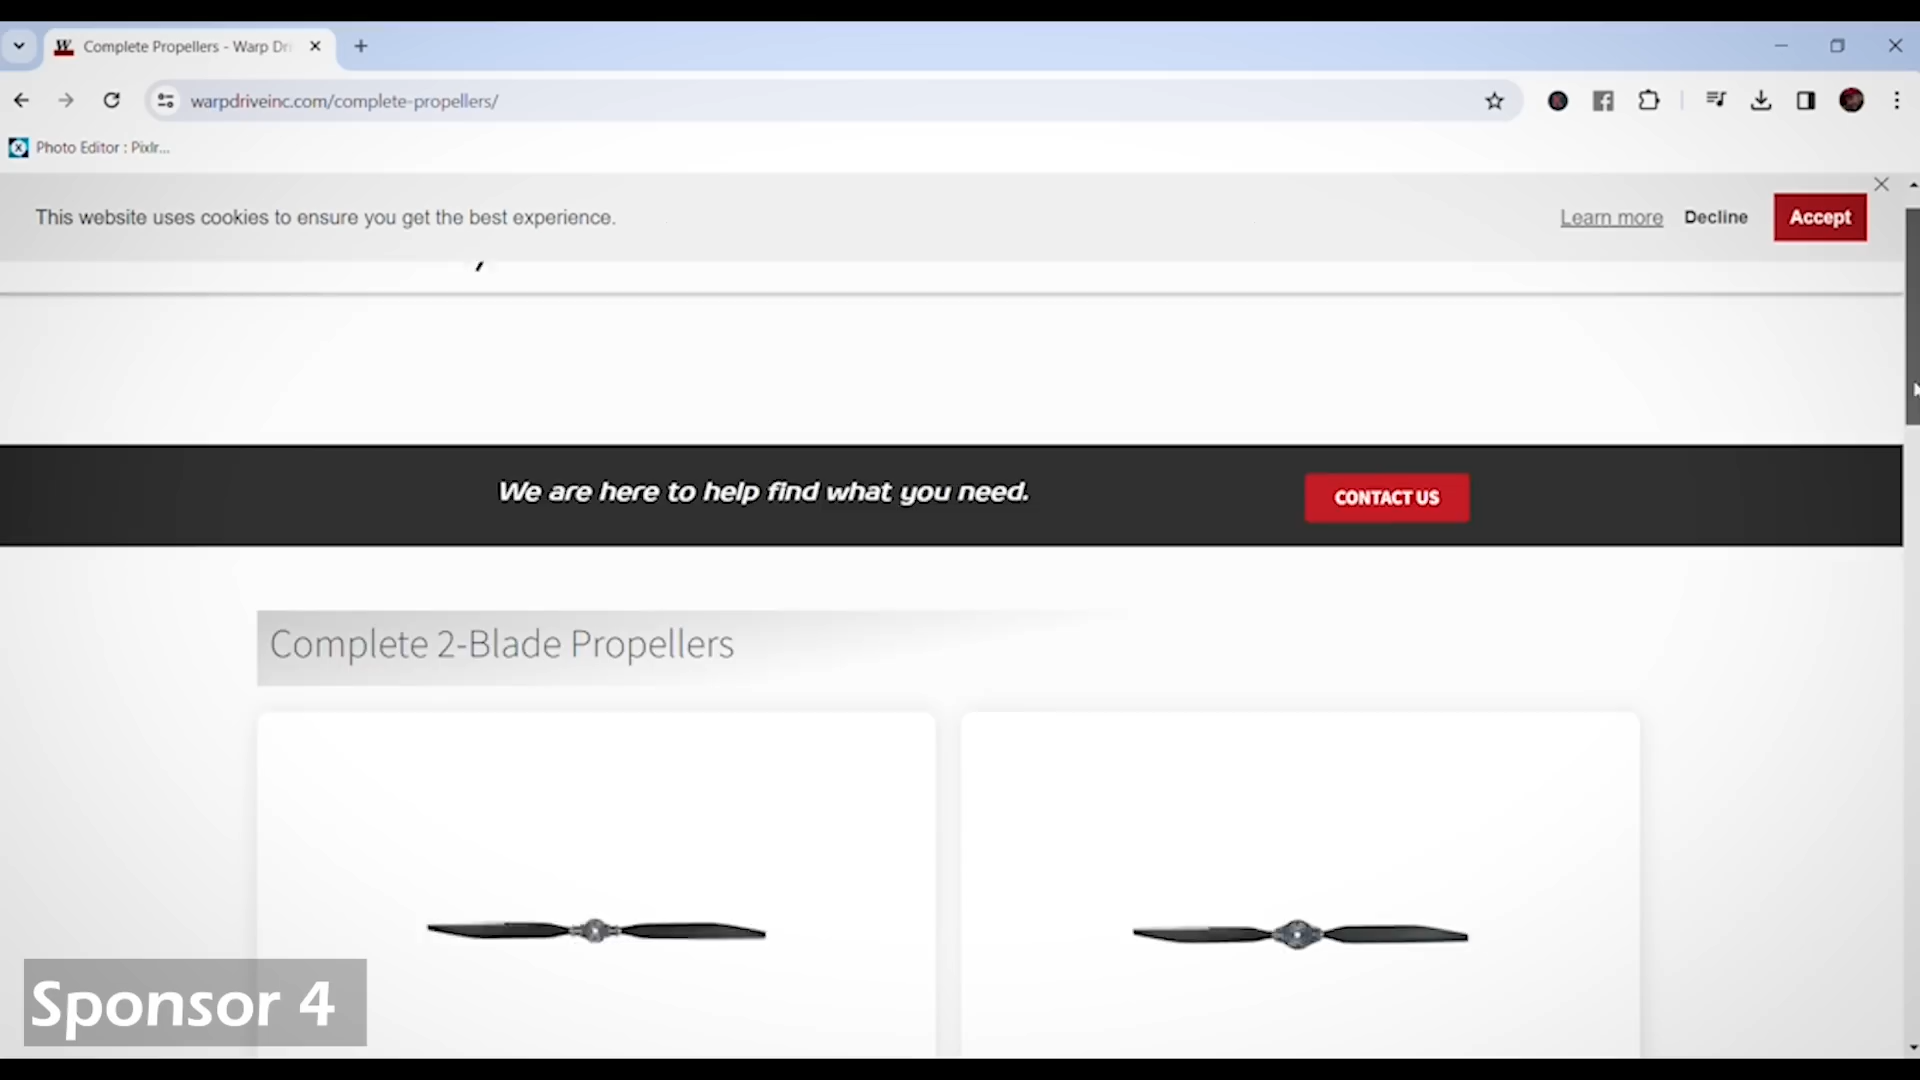 Complete Propellers - Warp Dri
warpdriveinc.com/complete-propellers/
Photo Editor : Pixlr...
This website uses cookies to ensure you get the best experience.
Learn more
Decline
Accept
We are here to help find what you need.
CONTACT US
Complete 2-Blade Propellers
Sponsor 4